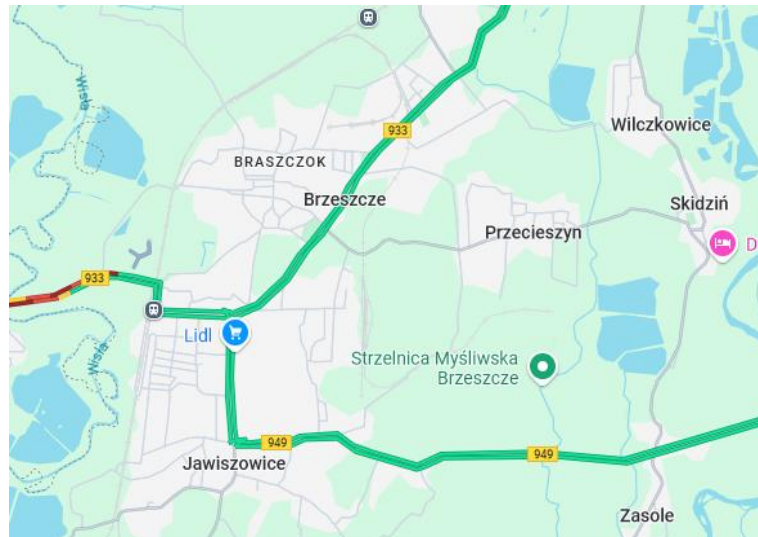 Wisła
933
BRASZCZOK
Brzeszcze
Wilczkowice
Skidziń
Przecieszyn
D
933
Lidl
Wisła
Strzelnica Myśliwska
Brzeszcze
949
949
Jawiszowice
Zasole